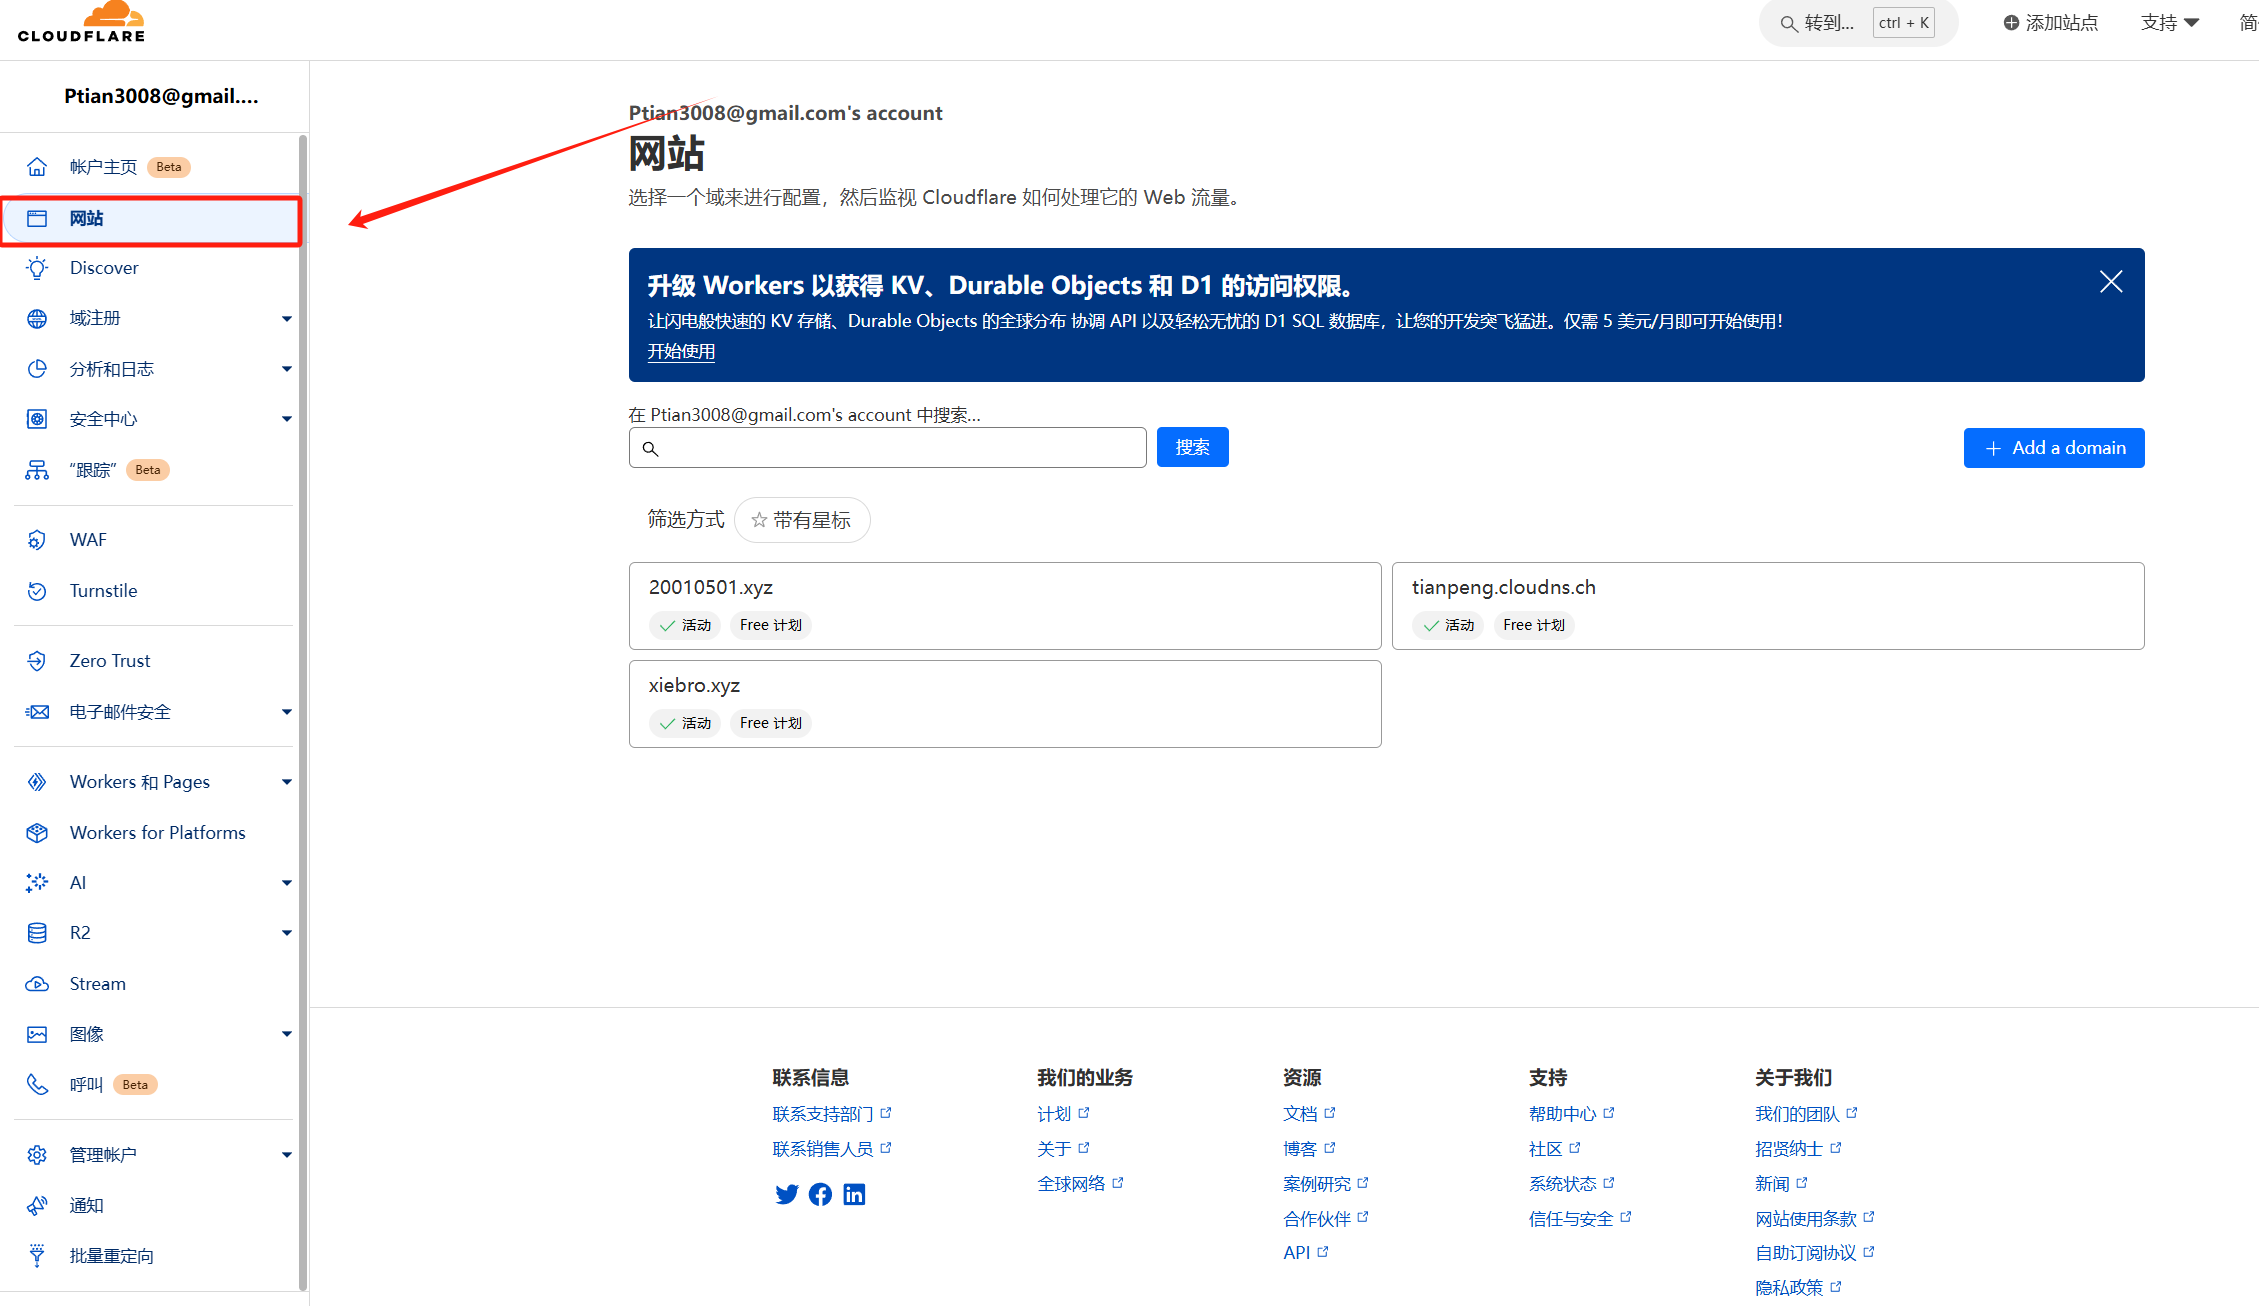 CLOUDFLARE
转到...
ctrl + K
添加站点
支持
Ptian3008@gmail....
帐户主页 Beta
网站
Discover
域注册
分析和日志
安全中心
“跟踪” Beta
WAF
Turnstile
Zero Trust
电子邮件安全
Workers 和 Pages
Workers for Platforms
AI
R2
Stream
图像
呼叫 Beta
管理帐户
通知
批量重定向
Ptian3008@gmail.com's account
网站
选择一个域来进行配置，然后监视 Cloudflare 如何处理它的 Web 流量。
升级 Workers 以获得 KV、Durable Objects 和 D1 的访问权限。
让闪电般快速的 KV 存储、Durable Objects 的全球分布 协调 API 以及轻松无忧的 D1 SQL 数据库，让您的开发突飞猛进。仅需 5 美元/月即可开始使用！
开始使用
在 Ptian3008@gmail.com's account 中搜索...
搜索
Add a domain
筛选方式 带有星标
20010501.xyz
活动 Free 计划
tianpeng.cloudns.ch
活动 Free 计划
xiebro.xyz
活动 Free 计划
联系信息
联系支持部门
联系销售人员
我们的业务
计划
关于
全球网络
资源
文档
博客
案例研究
合作伙伴
API
支持
帮助中心
社区
系统状态
信任与安全
关于我们
我们的团队
招贤纳士
新闻
网站使用条款
自助订阅协议
隐私政策